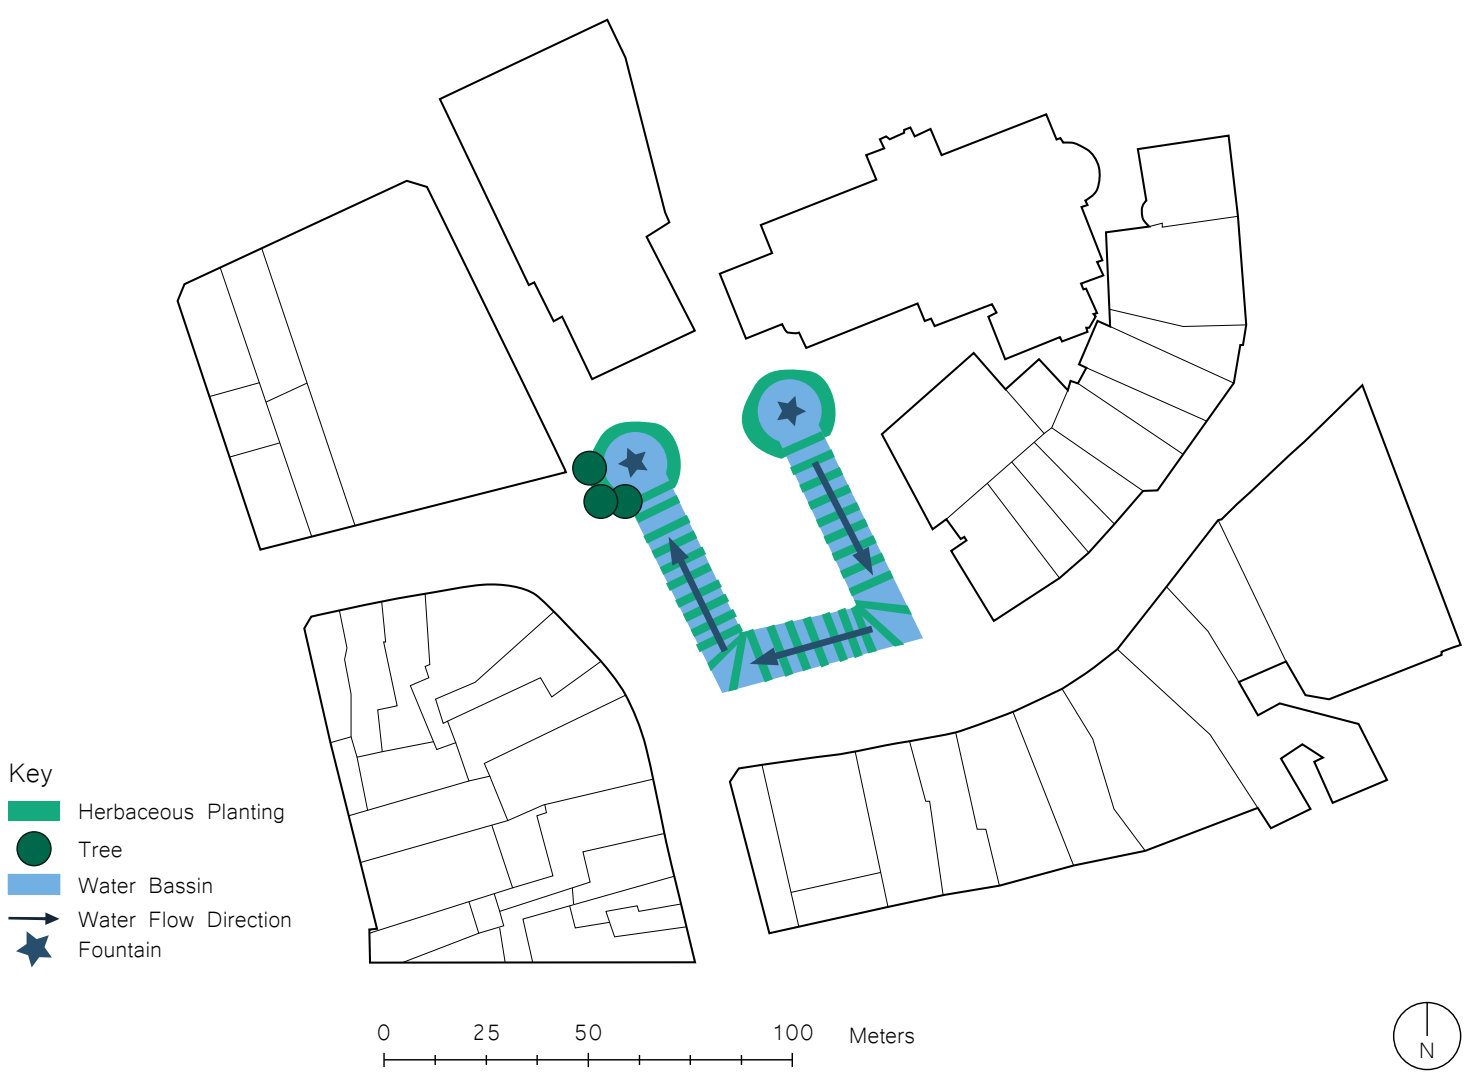 Key
Herbaceous Planting
Tree
Water Bassin
Water Flow Direction
Fountain
0 25 50 100 Meters
N